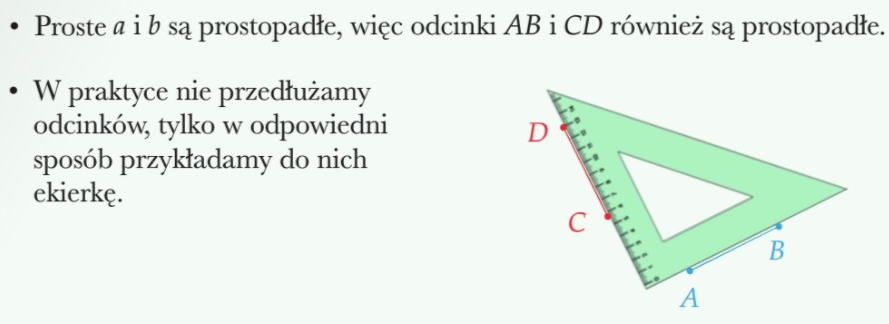 • Proste a i b są prostopadłe, więc odcinki AB i CD również są prostopadłe.
• W praktyce nie przedłużamy
odcinków, tylko w odpowiedni
sposób przykładamy do nich
ekierkę.
D
C
B
A